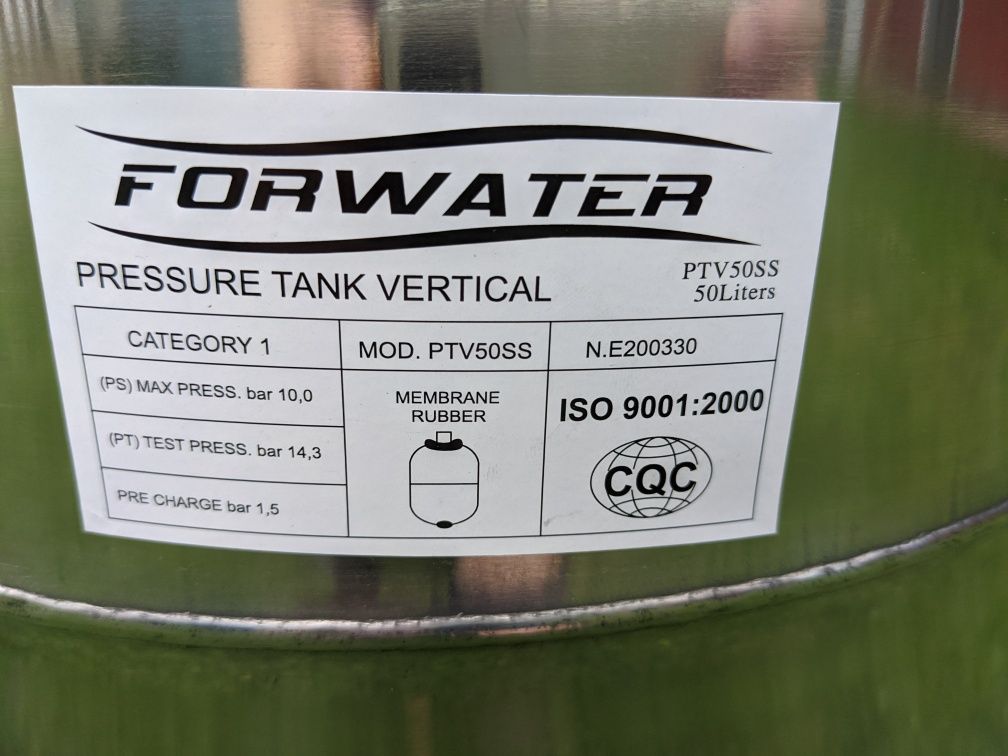 FORWATER
PRESSURE TANK VERTICAL
PTV50SS
50Liters
CATEGORY 1
MOD. PTV50SS
N.E200330
(PS) MAX PRESS. bar 10,0
(PT) TEST PRESS. bar 14,3
PRE CHARGE bar 1,5
MEMBRANE
RUBBER
ISO 9001:2000
CQC